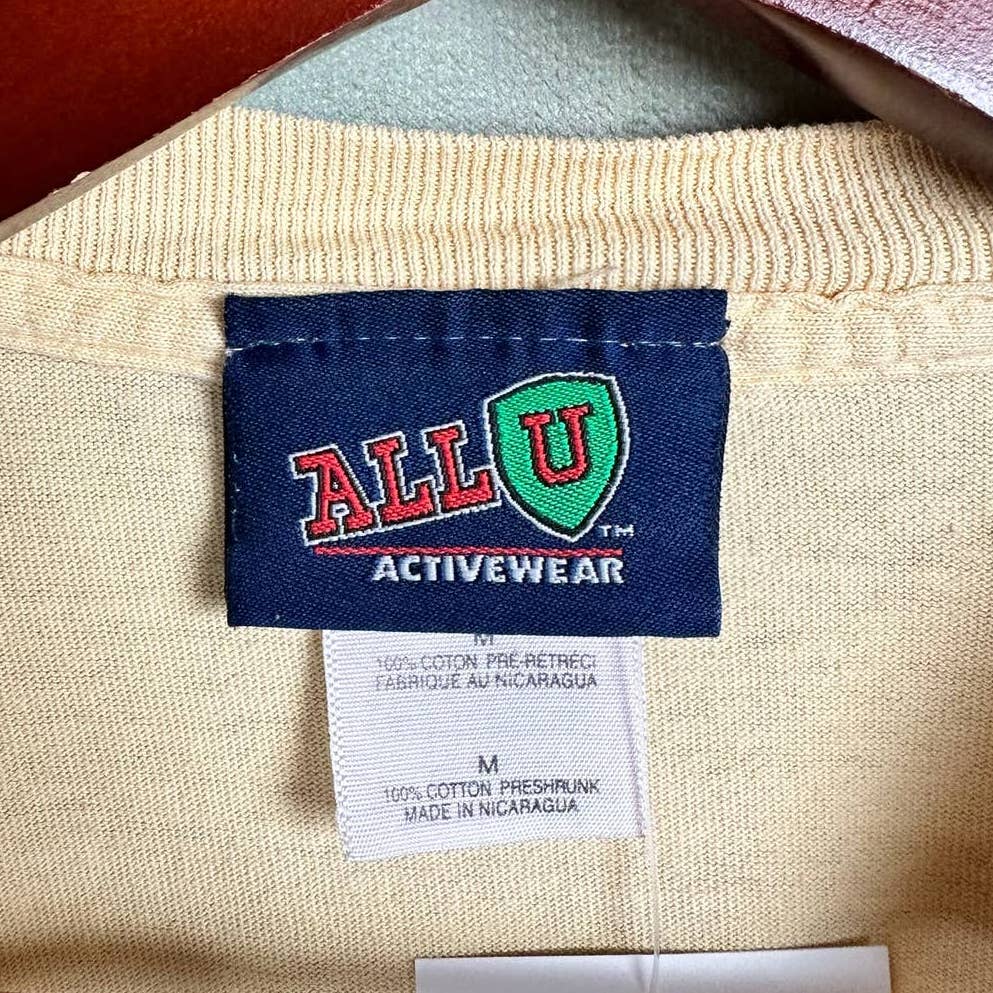 ALL U
TM
ACTIVEWEAR
M
100% COTON PRE-RETRECI
FABRIQUE AU NICARAGUA
M
100% COTTON PRESHRUNK
MADE IN NICARAGUA